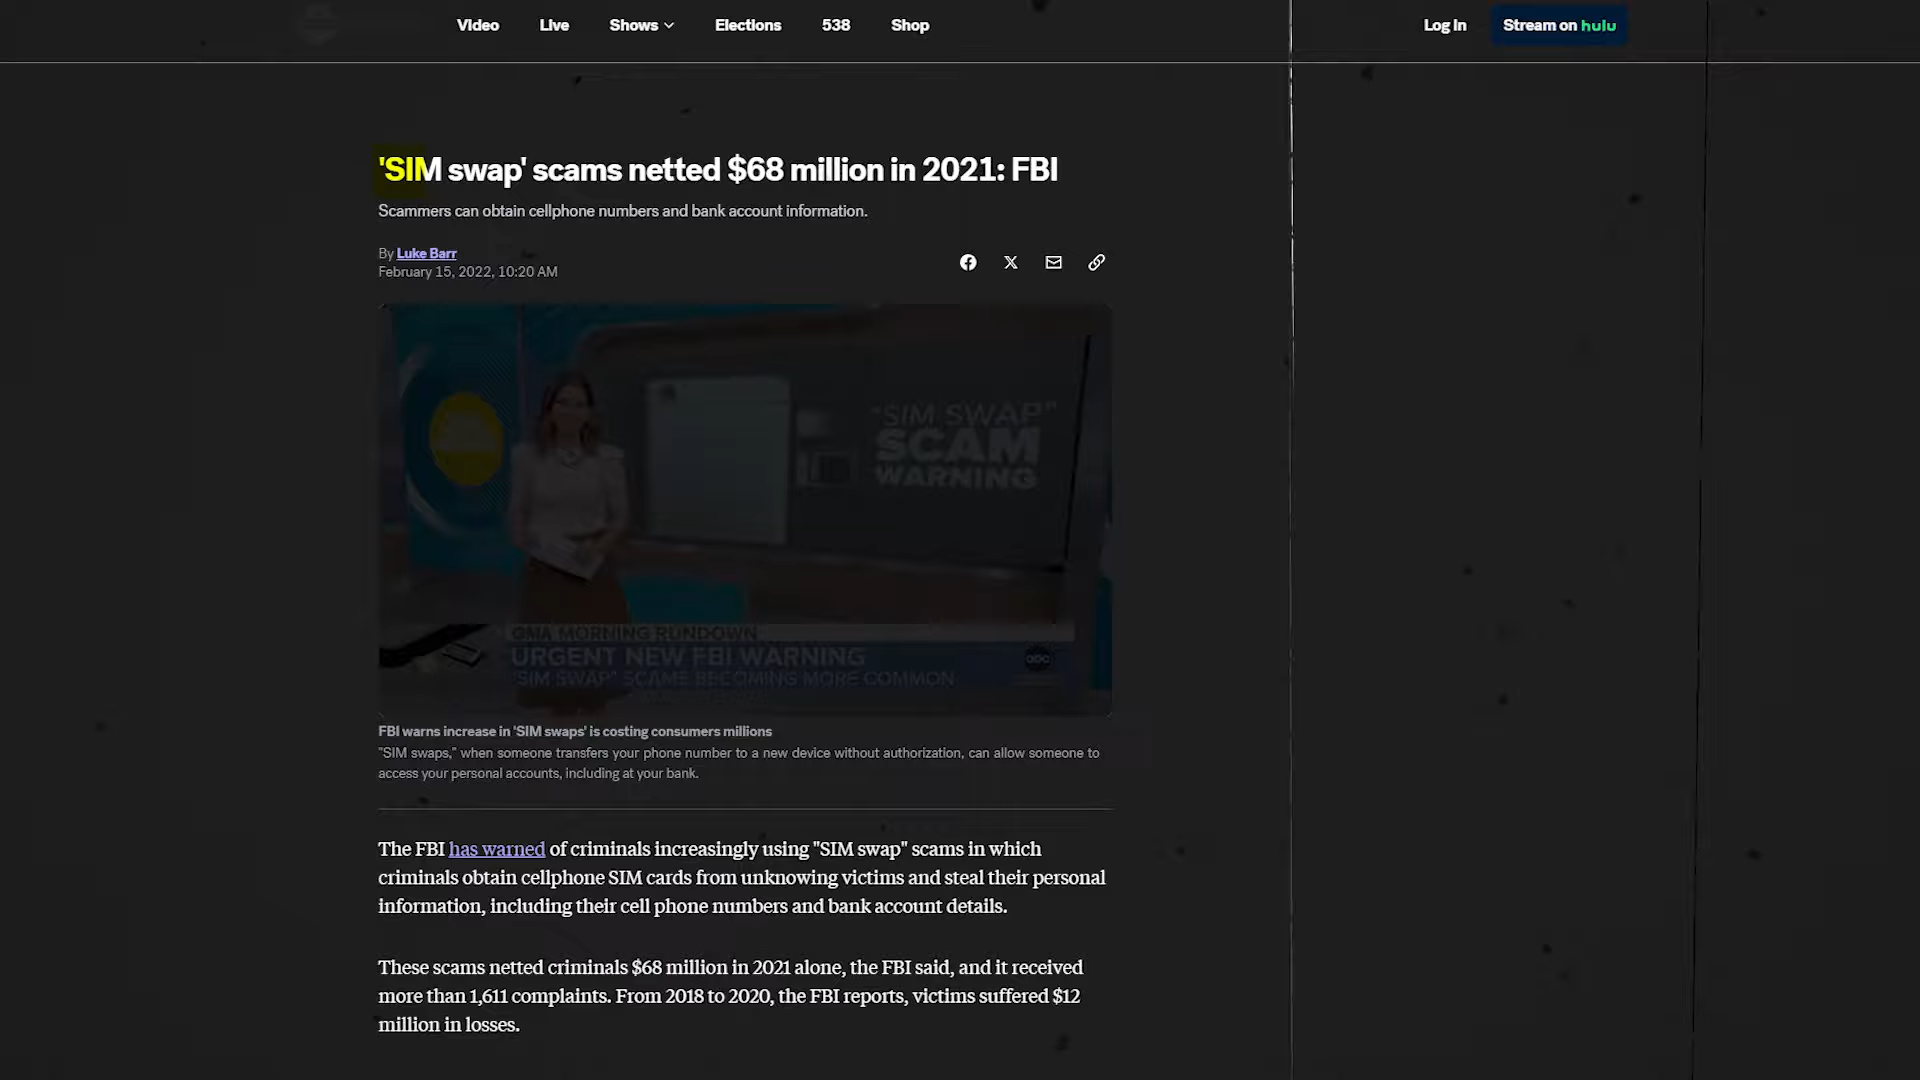 Video Live Shows Elections 538 Shop Log In Stream on hulu
'SIM swap' scams netted $68 million in 2021: FBI
Scammers can obtain cellphone numbers and bank account information.
By Luke Barr
February 15, 2022, 10:20 AM
"SIM SWAP"
SCAM
WARNING
GMA MORNING RUNDOWN
URGENT NEW FBI WARNING
abc
"SIM SWAP" SCAMS BECOMING MORE COMMON
FBI warns increase in 'SIM swaps' is costing consumers millions
"SIM swaps," when someone transfers your phone number to a new device without authorization, can allow someone to
access your personal accounts, including at your bank.
The FBI has warned of criminals increasingly using "SIM swap" scams in which
criminals obtain cellphone SIM cards from unknowing victims and steal their personal
information, including their cell phone numbers and bank account details.
These scams netted criminals $68 million in 2021 alone, the FBI said, and it received
more than 1,611 complaints. From 2018 to 2020, the FBI reports, victims suffered $12
million in losses.